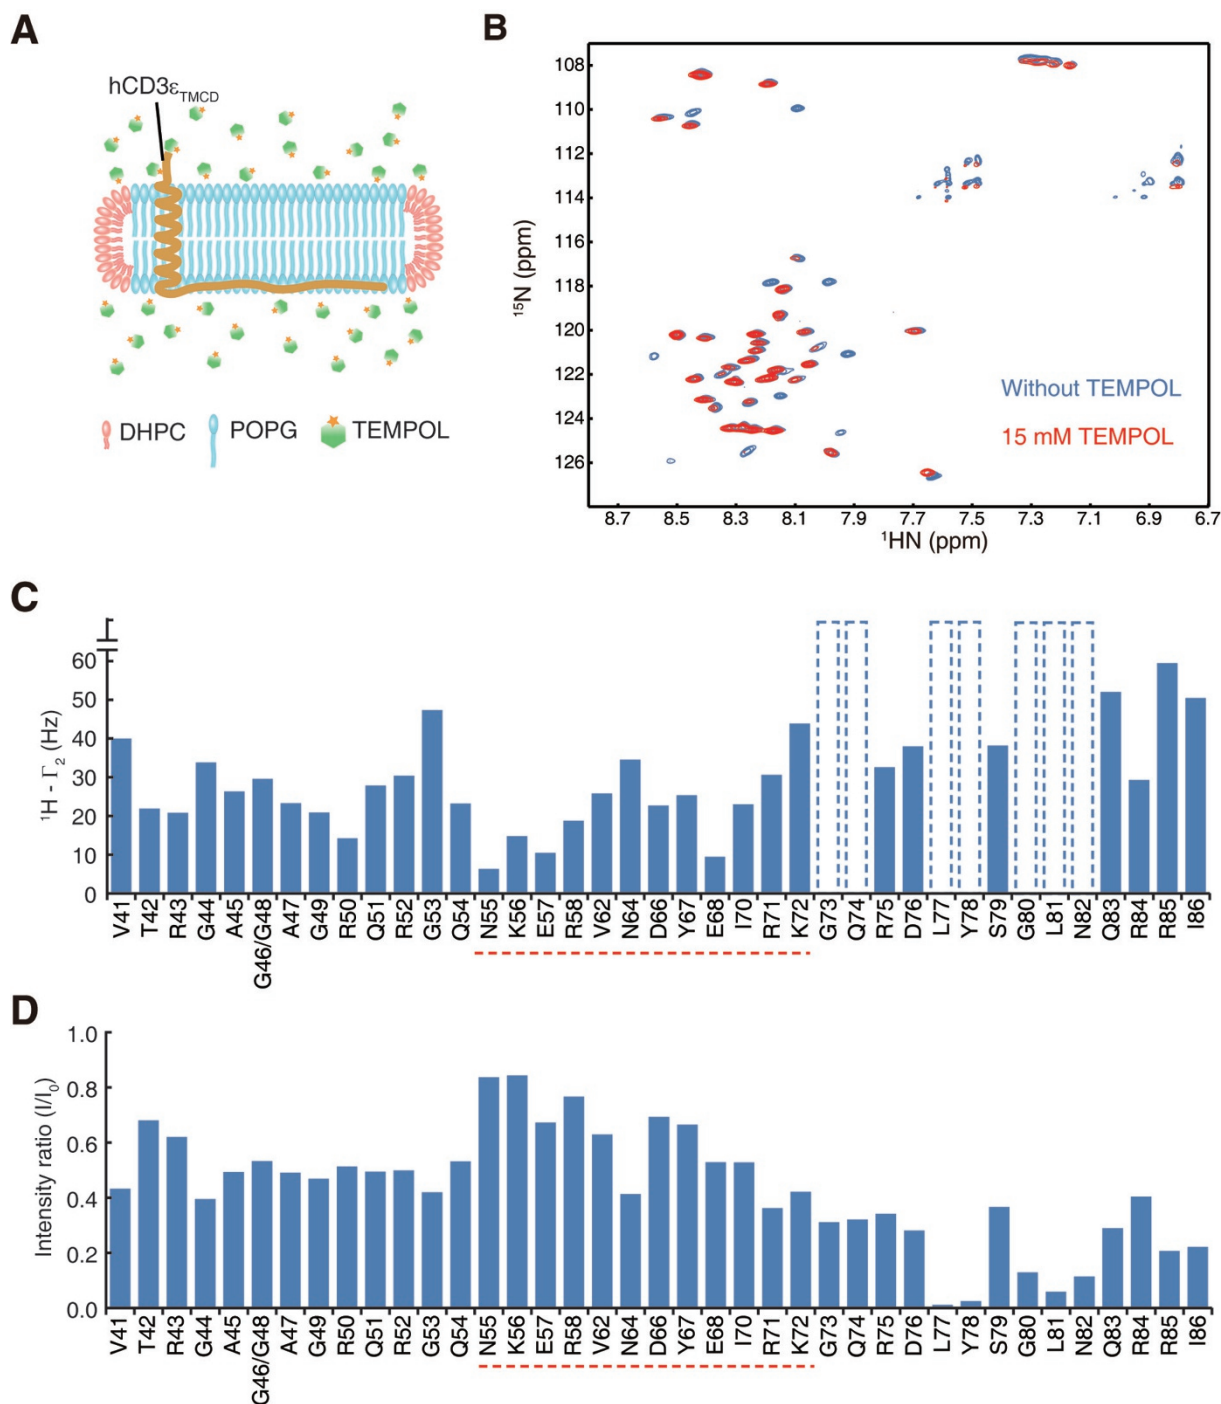 A
hCD3εTMCD
DHPC POPG TEMPOL
B
108
110
112
114
116
118
120
122
124
126
15N (ppm)
Without TEMPOL
15 mM TEMPOL
8.7 8.5 8.3 8.1 7.9 7.7 7.5 7.3 7.1 6.9 6.7
1HN (ppm)
C
60
50
40
30
20
10
0
1H - Γ2 (Hz)
V41 T42 R43 G44 A45 G46/G48 A47 G49 R50 Q51 R52 G53 Q54 N55 K56 E57 R58 V62 N64 D66 Y67 E68 I70 R71 K72 G73 Q74 R75 D76 L77 Y78 S79 G80 L81 N82 Q83 R84 R85 I86
D
1.0
0.8
0.6
0.4
0.2
0.0
Intensity ratio (I/I0)
V41 T42 R43 G44 A45 G46/G48 A47 G49 R50 Q51 R52 G53 Q54 N55 K56 E57 R58 V62 N64 D66 Y67 E68 I70 R71 K72 G73 Q74 R75 D76 L77 Y78 S79 G80 L81 N82 Q83 R84 R85 I86